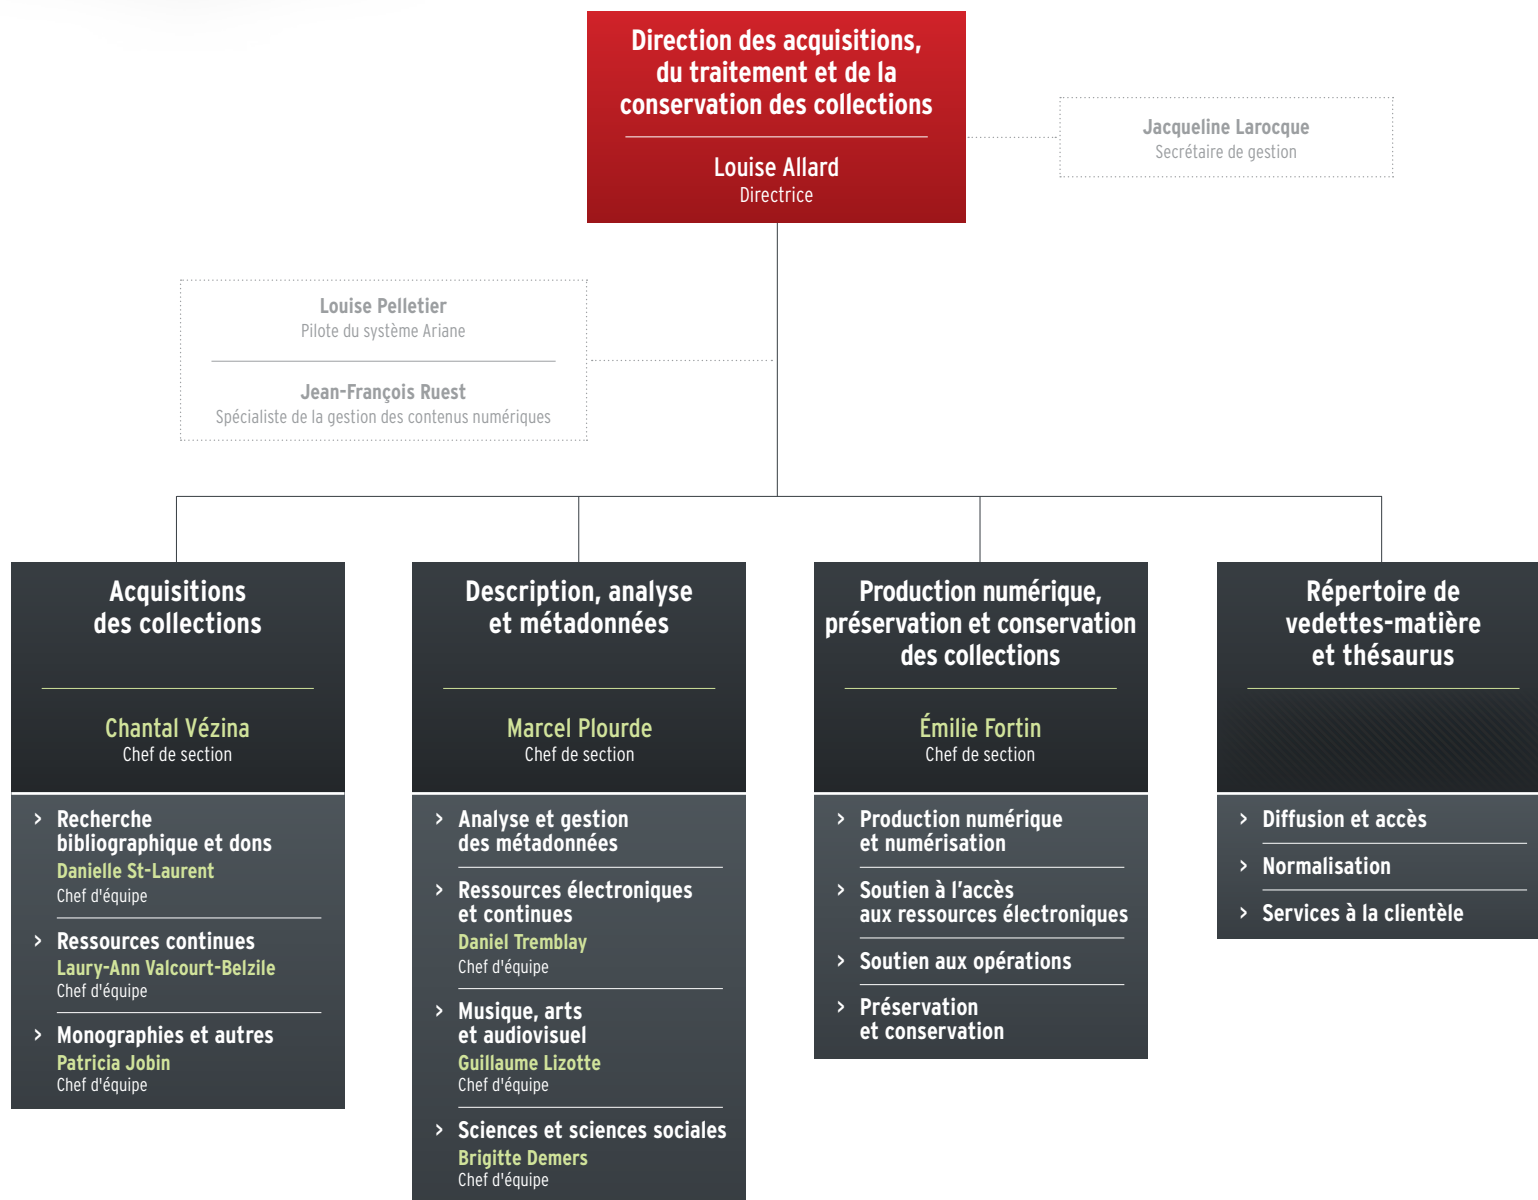 Direction des acquisitions,
du traitement et de la
conservation des collections
Louise Allard
Directrice
Jacqueline Larocque
Secrétaire de gestion
Louise Pelletier
Pilote du système Ariane
Jean-François Ruest
Spécialiste de la gestion des contenus numériques
Acquisitions
des collections
Chantal Vézina
Chef de section
> Recherche
bibliographique et dons
Danielle St-Laurent
Chef d'équipe
> Ressources continues
Laury-Ann Valcourt-Belzile
Chef d'équipe
> Monographies et autres
Patricia Jobin
Chef d'équipe
Description, analyse
et métadonnées
Marcel Plourde
Chef de section
> Analyse et gestion
des métadonnées
> Ressources électroniques
et continues
Daniel Tremblay
Chef d'équipe
> Musique, arts
et audiovisuel
Guillaume Lizotte
Chef d'équipe
> Sciences et sciences sociales
Brigitte Demers
Chef d'équipe
Production numérique,
préservation et conservation
des collections
Émilie Fortin
Chef de section
> Production numérique
et numérisation
> Soutien à l’accès
aux ressources électroniques
> Soutien aux opérations
> Préservation
et conservation
Répertoire de
vedettes-matière
et thésaurus
> Diffusion et accès
> Normalisation
> Services à la clientèle